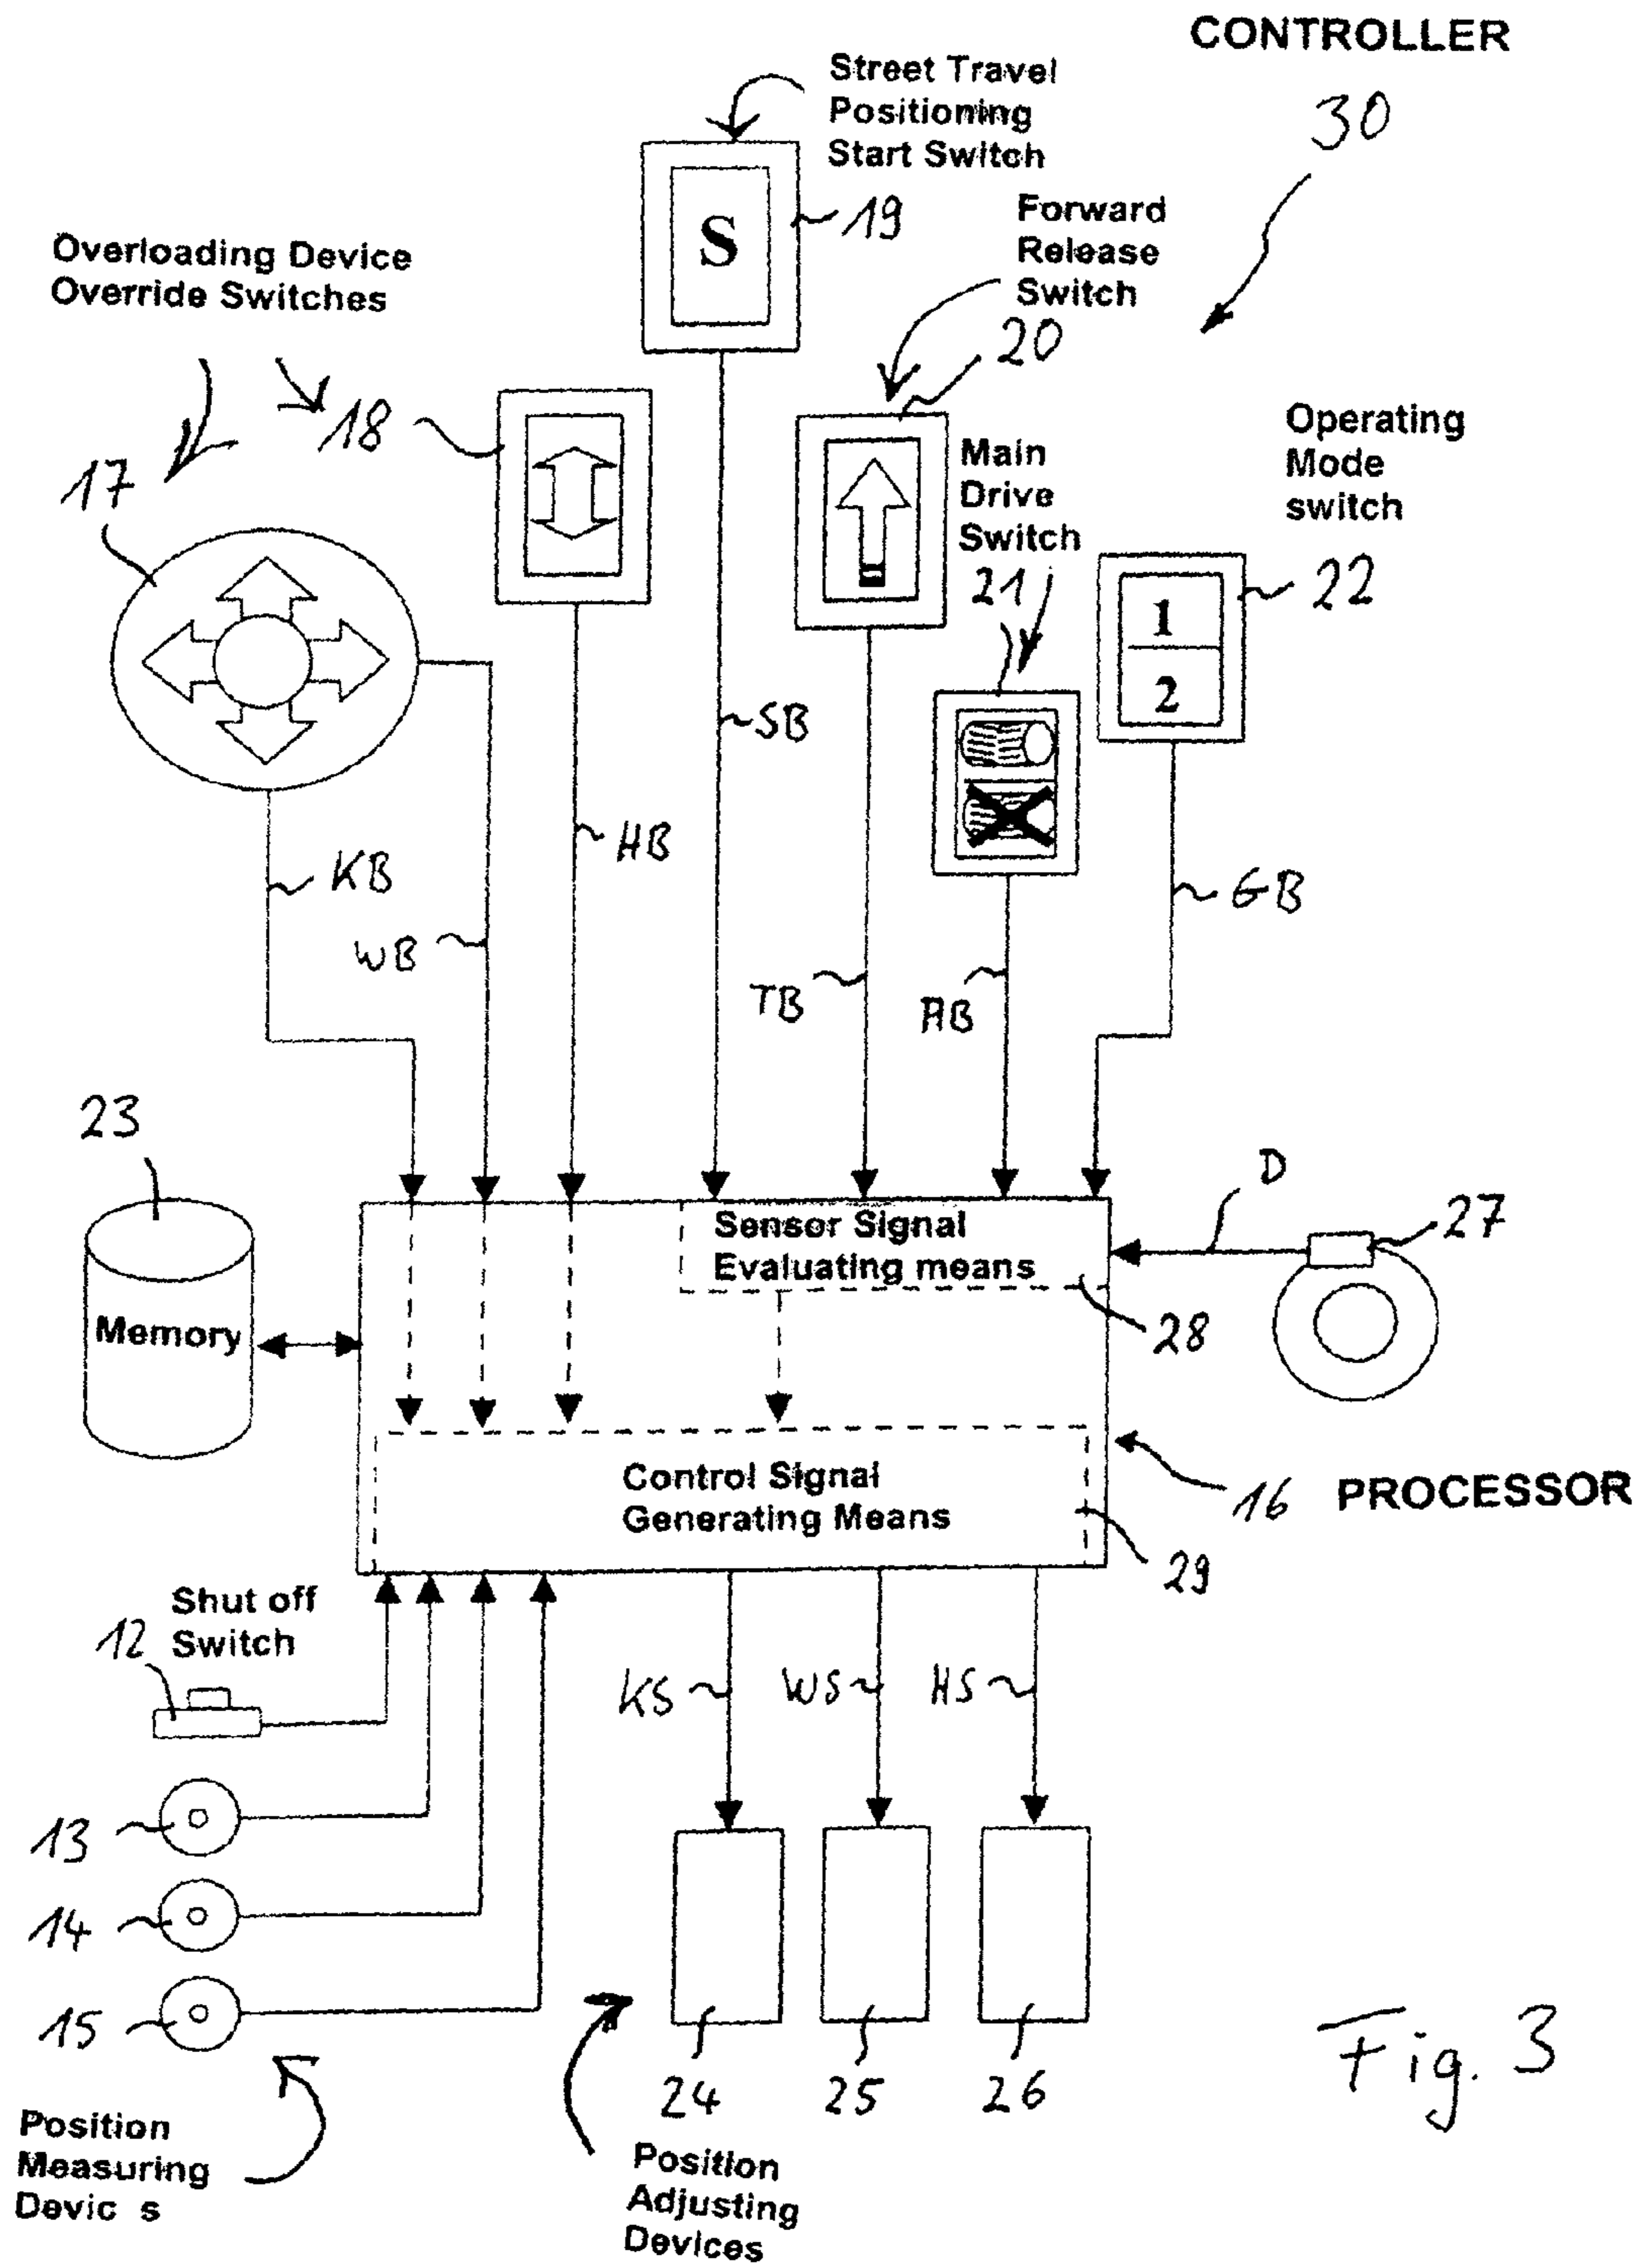 CONTROLLER
30
Street Travel
Positioning
Start Switch
19
S
Forward
Release
Switch
20
Overloading Device
Override Switches
18
17
Main
Drive
Switch
21
Operating
Mode
switch
22
1
2
KB
WB
HB
SB
TB
AB
GB
23
Memory
Sensor Signal
Evaluating means
28
D
27
Control Signal
Generating Means
29
16 PROCESSOR
Shut off
Switch
12
13
14
15
KS
WS
HS
24
25
26
Position
Measuring
Devic s
Position
Adjusting
Devices
Fig. 3